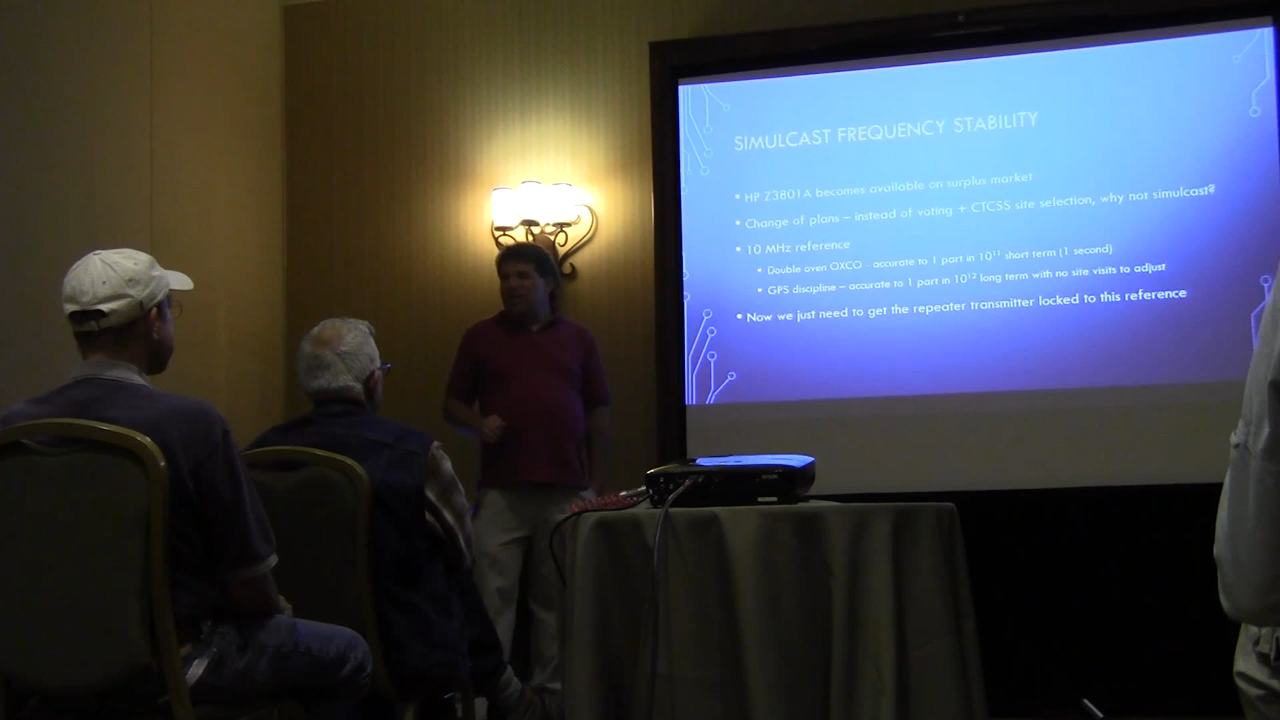 SIMULCAST FREQUENCY STABILITY
▪ HP Z3801A becomes available on surplus market
▪ Change of plans – instead of voting + CTCSS site selection, why not simulcast?
▪ 10 MHz reference
▪ Double oven OXCO - accurate to 1 part in 10¹¹ short term (1 second)
▪ GPS discipline – accurate to 1 part in 10¹² long term with no site visits to adjust
▪ Now we just need to get the repeater transmitter locked to this reference
EPSON